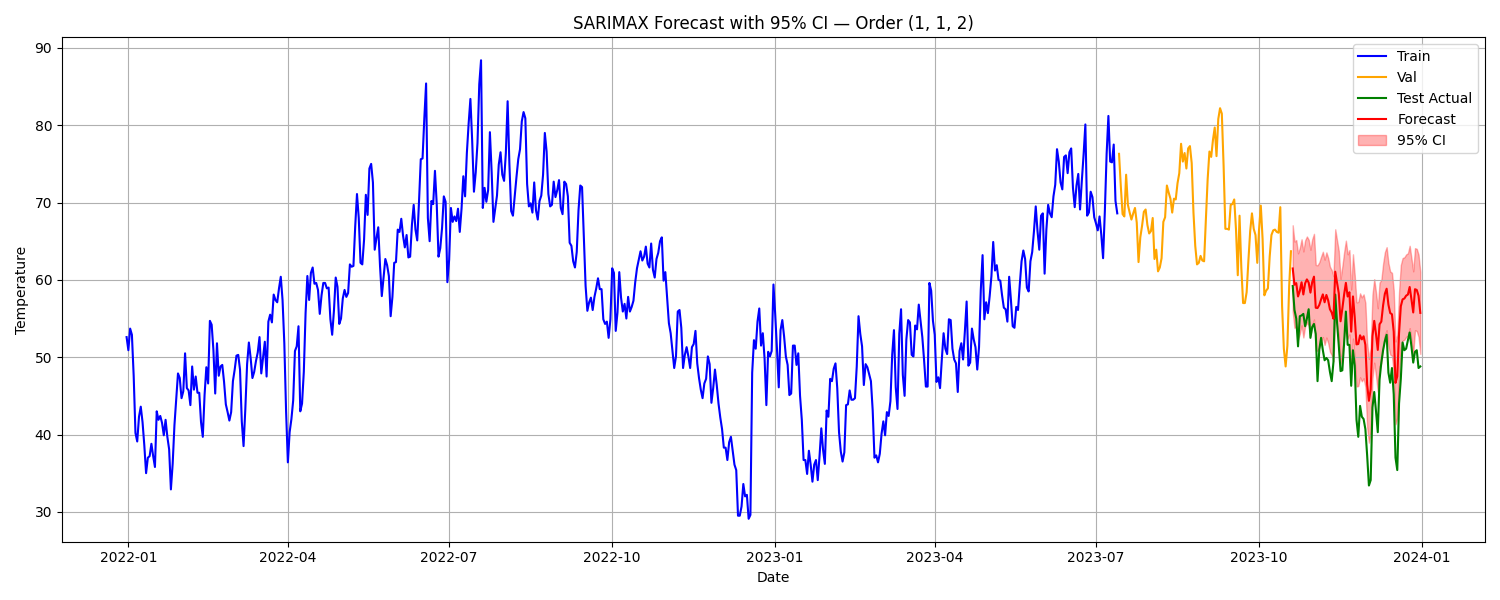 SARIMAX Forecast with 95% CI — Order (1, 1, 2)
Train
Val
Test Actual
Forecast
95% CI
Temperature
90
80
70
60
50
40
30
2022-01
2022-04
2022-07
2022-10
2023-01
2023-04
2023-07
2023-10
2024-01
Date